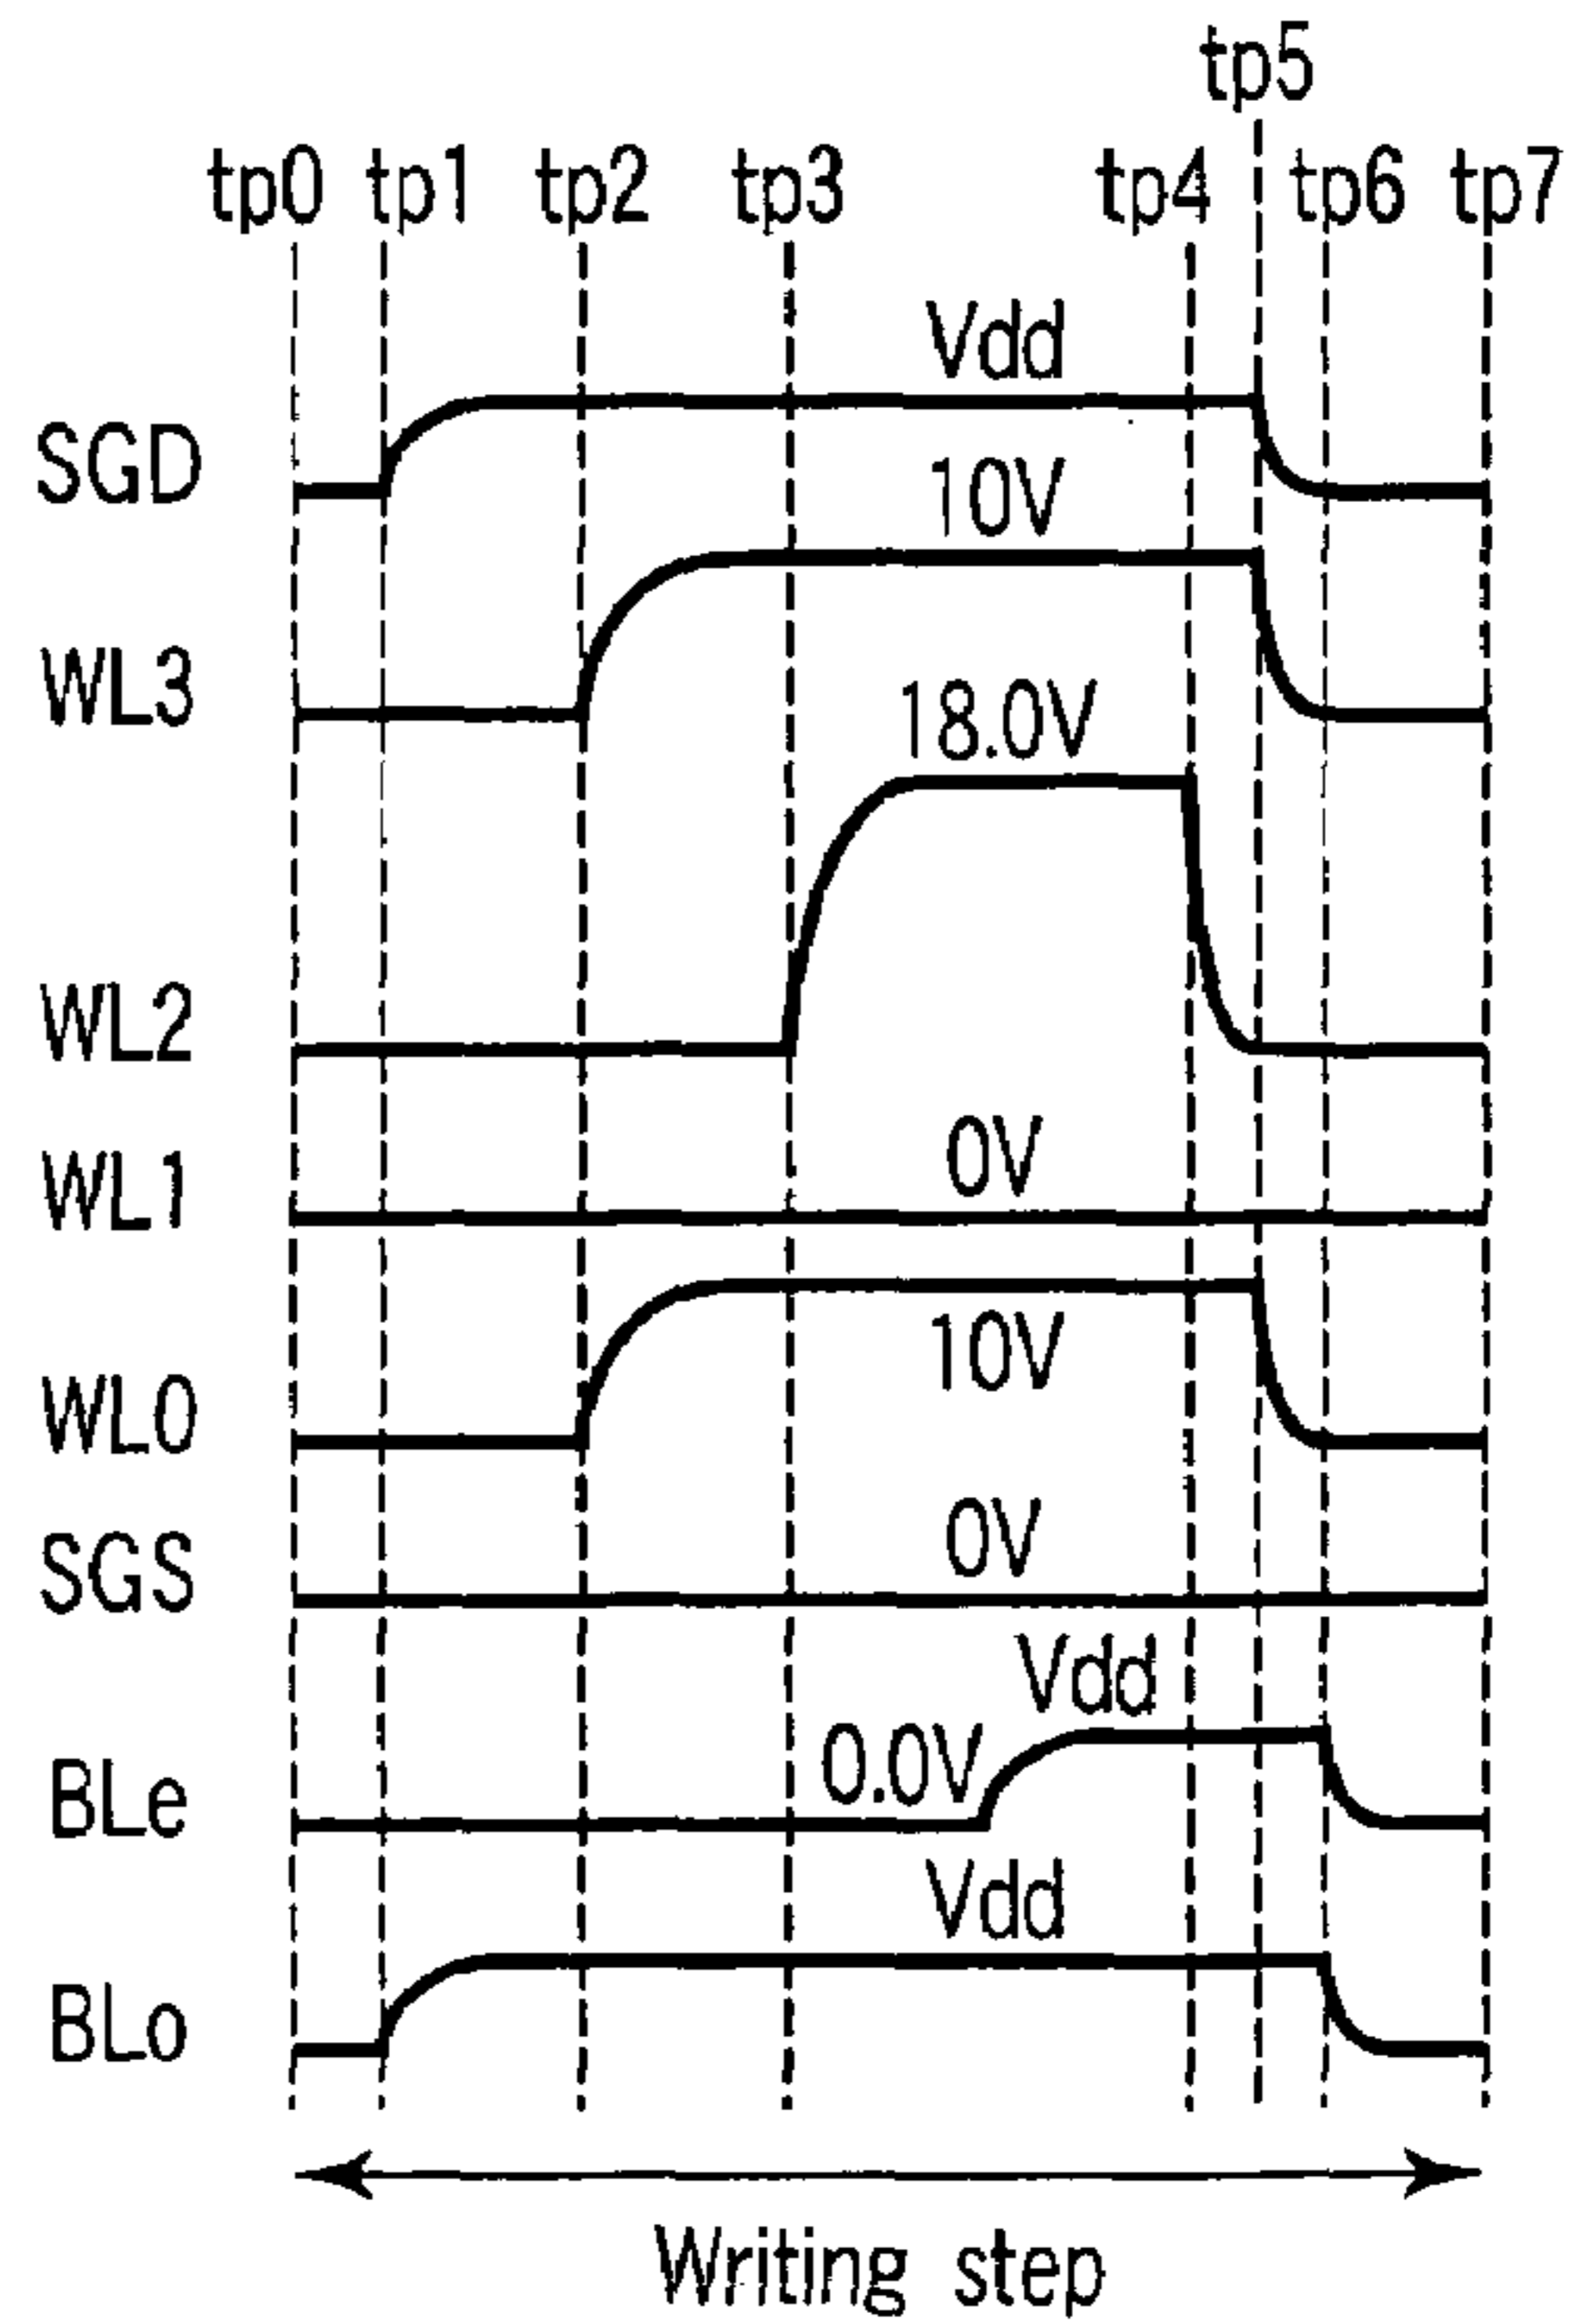 tp5
tp0 tp1 tp2 tp3 tp4 tp6 tp7
Vdd
SGD
10V
WL3
18.0V
WL2
0V
WL1
10V
WL0
0V
SGS
Vdd
0.0V
BLe
Vdd
BLo
Writing step